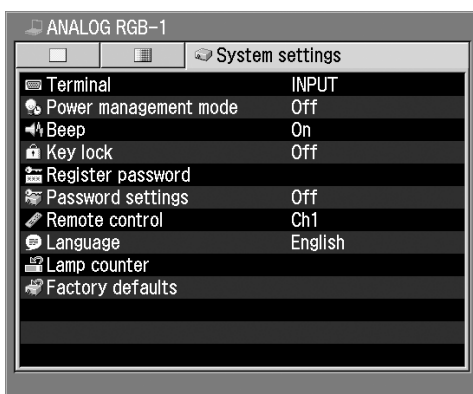 ANALOG RGB-1
System settings
Terminal INPUT
Power management mode Off
Beep On
Key lock Off
Register password
Password settings Off
Remote control Ch1
Language English
Lamp counter
Factory defaults